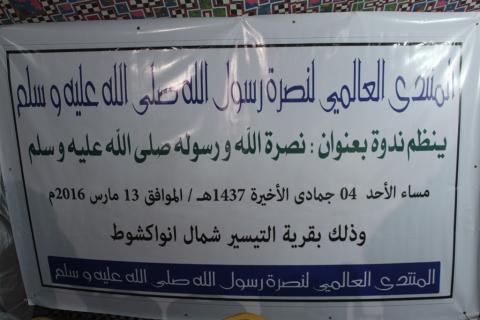 المنتدى العالمي لنصرة رسول الله صلى الله عليه و سلم
ينظم ندوة بعنوان : نصرة الله و رسوله صلى الله عليه و سلم
مساء الأحد 04 جمادى الأخيرة 1437هـ / الموافق 13 مارس 2016م
وذلك بقرية التيسير شمال انواكشوط
المنتدى العالمي لنصرة رسول الله صلى الله عليه و سلم